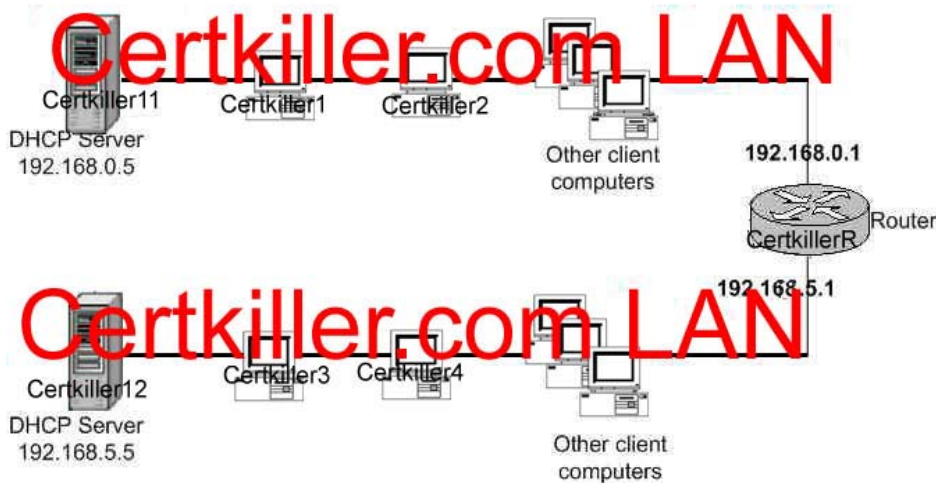 Certkiller.com LAN
Certkiller11
Certkiller1
Certkiller2
DHCP Server
192.168.0.5
Other client
computers
192.168.0.1
Router
CertkillerR
192.168.5.1
Certkiller.com LAN
Certkiller12
Certkiller3
Certkiller4
DHCP Server
192.168.5.5
Other client
computers